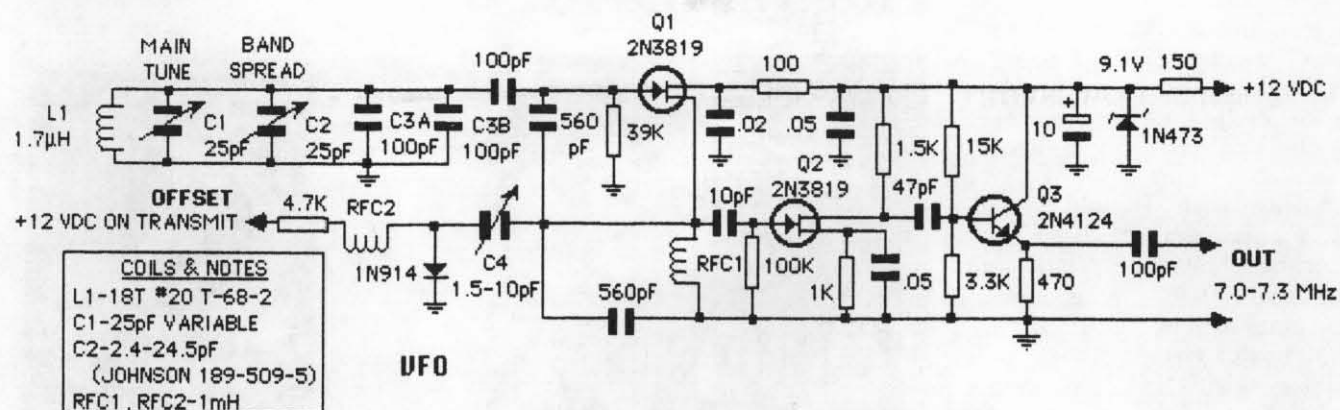 Q1
2N3819
MAIN
TUNE
BAND
SPREAD
100pF
100
9.1V
150
+12 VDC
L1
1.7µH
C1
25pF
C2
25pF
C3A
100pF
C3B
100pF
560
pF
39K
.02
.05
1.5K
15K
10
1N473
Q2
2N3819
10pF
47pF
Q3
2N4124
OFFSET
+12 VDC ON TRANSMIT
4.7K
RFC2
1N914
C4
1.5-10pF
RFC1
100K
1K
.05
3.3K
470
100pF
OUT
7.0-7.3 MHz
560pF
VFO
COILS & NOTES
L1-18T #20 T-68-2
C1-25pF VARIABLE
C2-2.4-24.5pF
(JOHNSON 189-509-5)
RFC1, RFC2-1mH